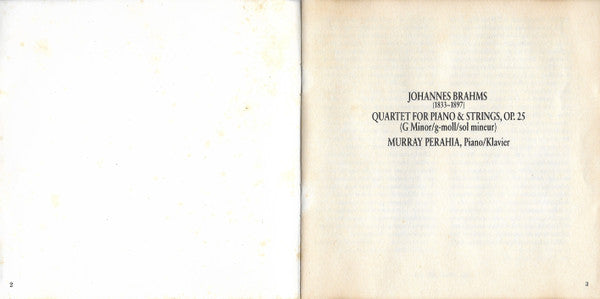 JOHANNES BRAHMS
(1833–1897)
QUARTET FOR PIANO & STRINGS, OP. 25
(G Minor/g-moll/sol mineur)
MURRAY PERAHIA, Piano/Klavier
2
3